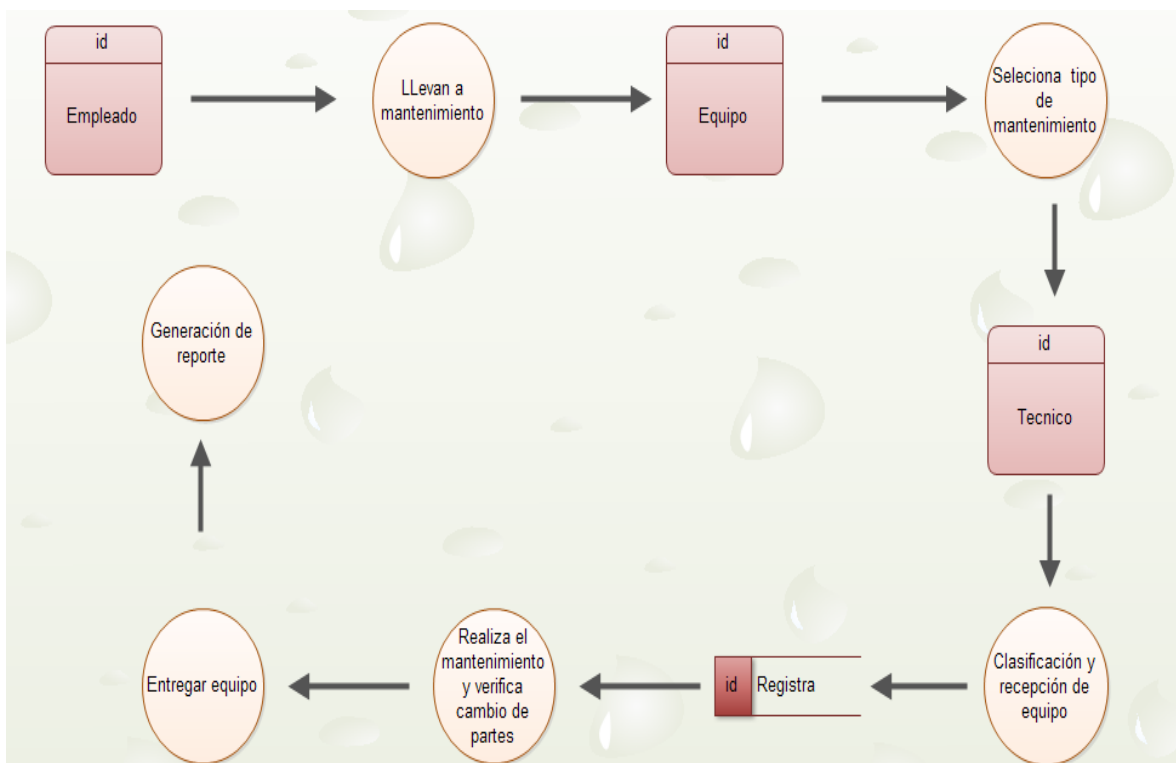 id
Empleado
LLevan a
mantenimiento
id
Equipo
Seleciona tipo
de
mantenimiento
id
Tecnico
Clasificación y
recepción de
equipo
id Registra
Realiza el
mantenimiento
y verifica
cambio de
partes
Entregar equipo
Generación de
reporte